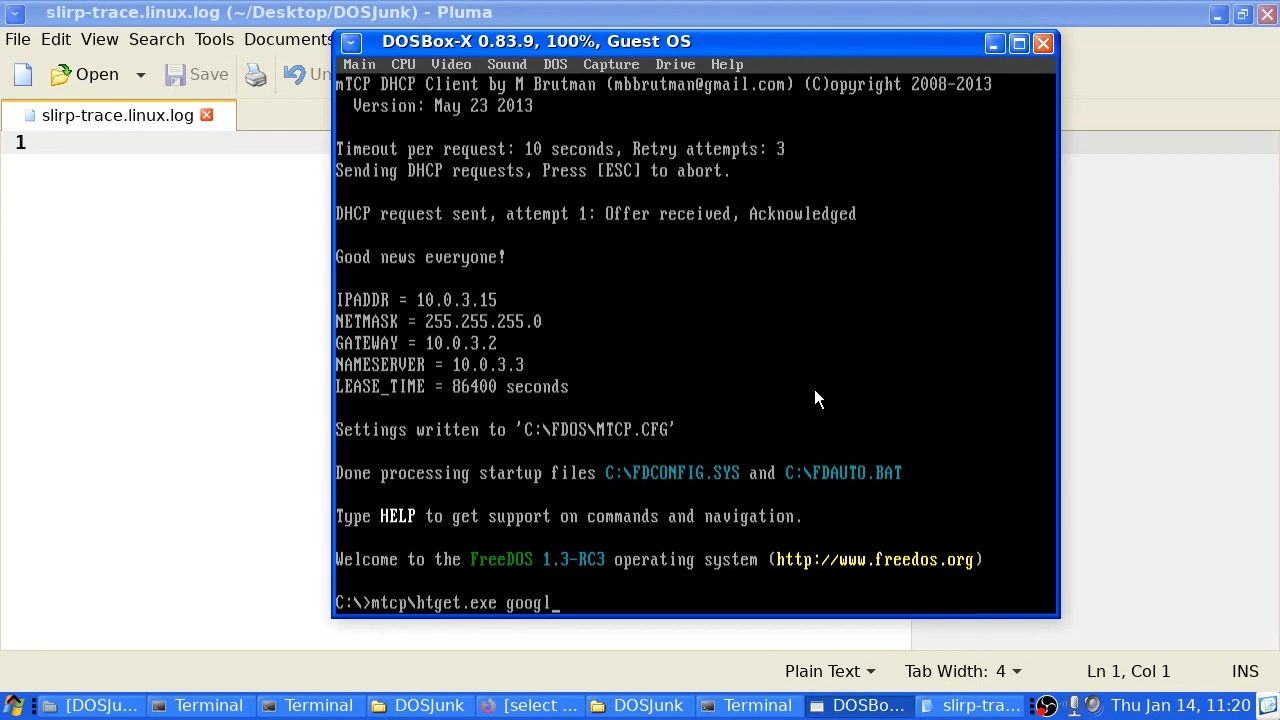 slirp-trace.linux.log (~/Desktop/DOSJunk) - Pluma
File Edit View Search Tools Documents
Open Save Un
slirp-trace.linux.log
1
DOSBox-X 0.83.9, 100%, Guest OS
Main CPU Video Sound DOS Capture Drive Help
mTCP DHCP Client by M Brutman (mbbrutman@gmail.com) (C)opyright 2008-2013
Version: May 23 2013
Timeout per request: 10 seconds, Retry attempts: 3
Sending DHCP requests, Press [ESC] to abort.
DHCP request sent, attempt 1: Offer received, Acknowledged
Good news everyone!
IPADDR = 10.0.3.15
NETMASK = 255.255.255.0
GATEWAY = 10.0.3.2
NAMESERVER = 10.0.3.3
LEASE_TIME = 86400 seconds
Settings written to 'C:\FDOS\MTCP.CFG'
Done processing startup files C:\FDCONFIG.SYS and C:\FDAUTO.BAT
Type HELP to get support on commands and navigation.
Welcome to the FreeDOS 1.3-RC3 operating system (http://www.freedos.org)
C:\>mtcp\htget.exe googl_
Plain Text Tab Width: 4 Ln 1, Col 1 INS
[DOSJu... Terminal Terminal DOSJunk [select ... DOSJunk Terminal DOSBo... slirp-tra... Thu Jan 14, 11:20